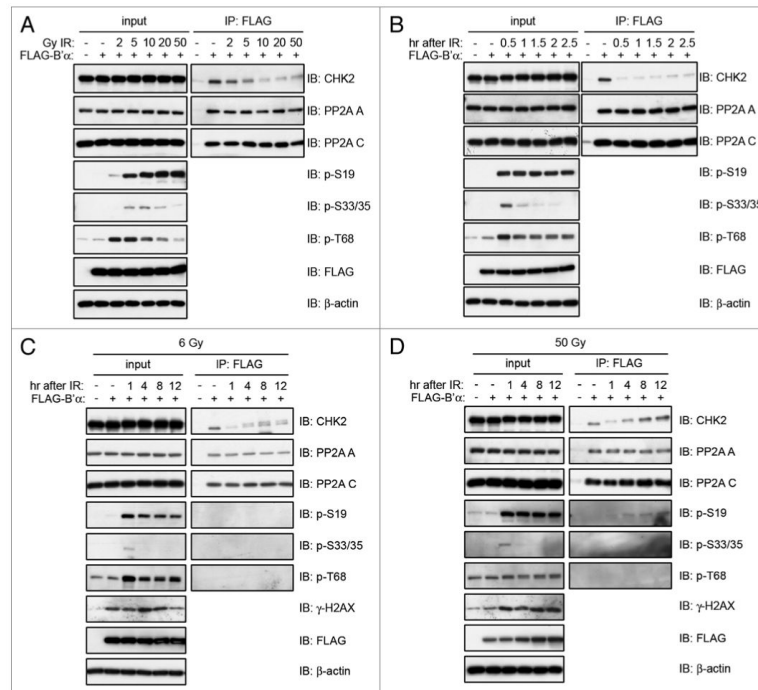 A
input IP: FLAG
Gy IR: - - 2 5 10 20 50 - - 2 5 10 20 50
FLAG-B'α: - + + + + + + - + + + + + +
IB: CHK2
IB: PP2A A
IB: PP2A C
IB: p-S19
IB: p-S33/35
IB: p-T68
IB: FLAG
IB: β-actin
B
input IP: FLAG
hr after IR: - - 0.5 1 1.5 2 2.5 - - 0.5 1 1.5 2 2.5
FLAG-B'α: - + + + + + + - + + + + + +
IB: CHK2
IB: PP2A A
IB: PP2A C
IB: p-S19
IB: p-S33/35
IB: p-T68
IB: FLAG
IB: β-actin
C
6 Gy
input IP: FLAG
hr after IR: - - 1 4 8 12 - - 1 4 8 12
FLAG-B'α: - + + + + + - + + + + +
IB: CHK2
IB: PP2A A
IB: PP2A C
IB: p-S19
IB: p-S33/35
IB: p-T68
IB: γ-H2AX
IB: FLAG
IB: β-actin
D
50 Gy
input IP: FLAG
hr after IR: - - 1 4 8 12 - - 1 4 8 12
FLAG-B'α: - + + + + + - + + + + +
IB: CHK2
IB: PP2A A
IB: PP2A C
IB: p-S19
IB: p-S33/35
IB: p-T68
IB: γ-H2AX
IB: FLAG
IB: β-actin